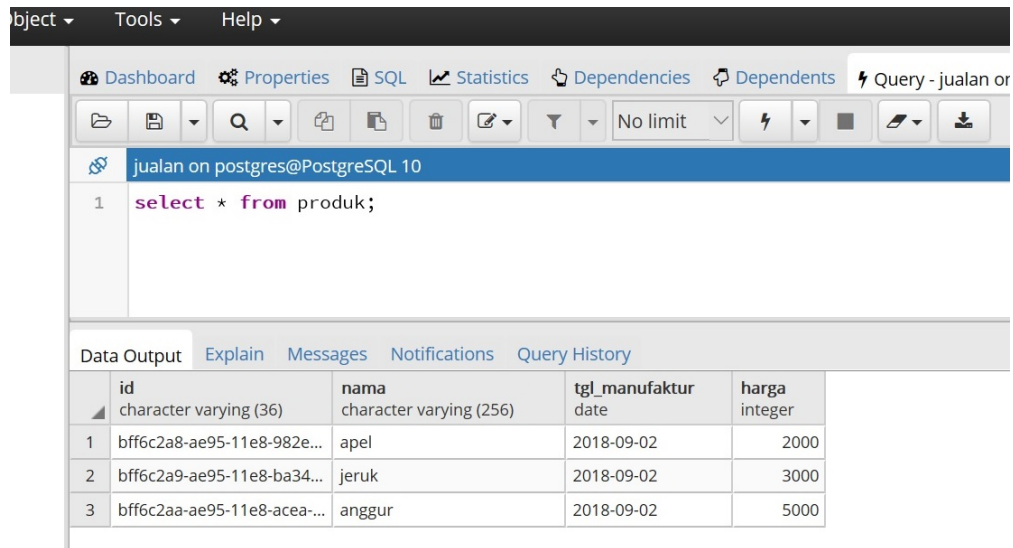 bject Tools Help
Dashboard Properties SQL Statistics Dependencies Dependents Query - jualan on
No limit
jualan on postgres@PostgreSQL 10
1 select * from produk;
Data Output Explain Messages Notifications Query History
id nama tgl_manufaktur harga
character varying (36) character varying (256) date integer
1 bff6c2a8-ae95-11e8-982e... apel 2018-09-02 2000
2 bff6c2a9-ae95-11e8-ba34... jeruk 2018-09-02 3000
3 bff6c2aa-ae95-11e8-acea-... anggur 2018-09-02 5000